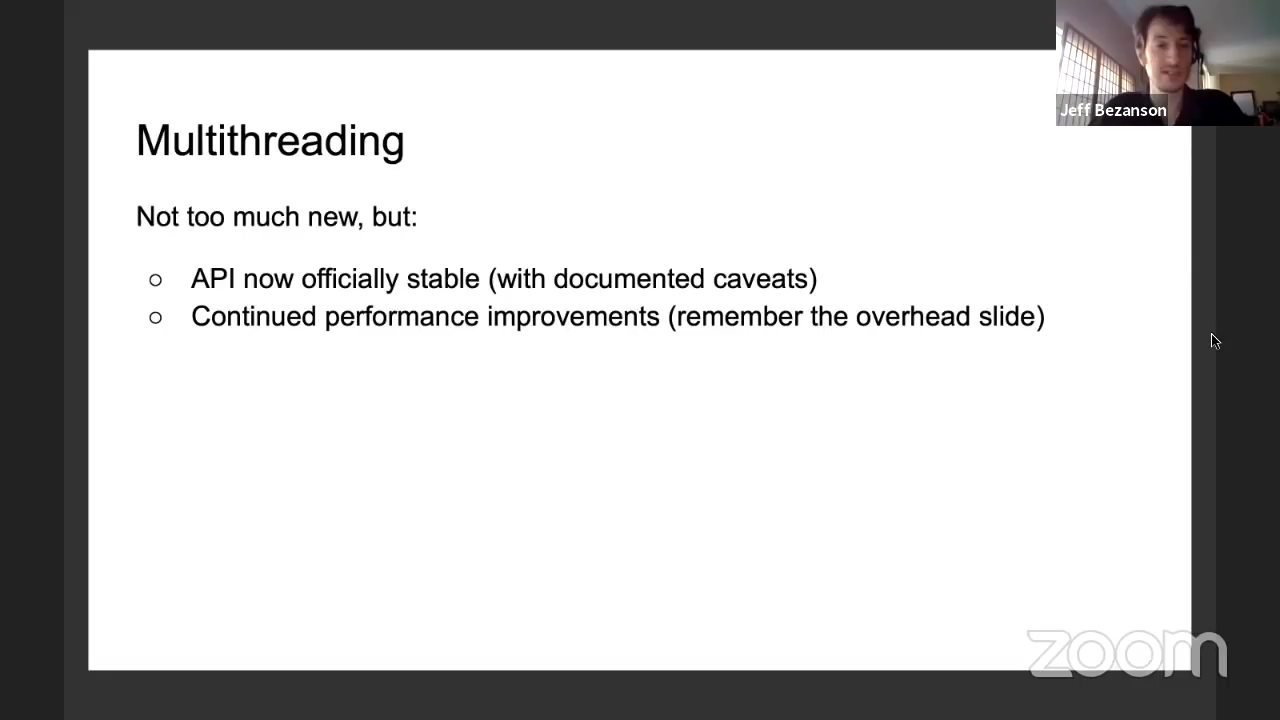 Jeff Bezanson
Multithreading
Not too much new, but:
○ API now officially stable (with documented caveats)
○ Continued performance improvements (remember the overhead slide)
zoom